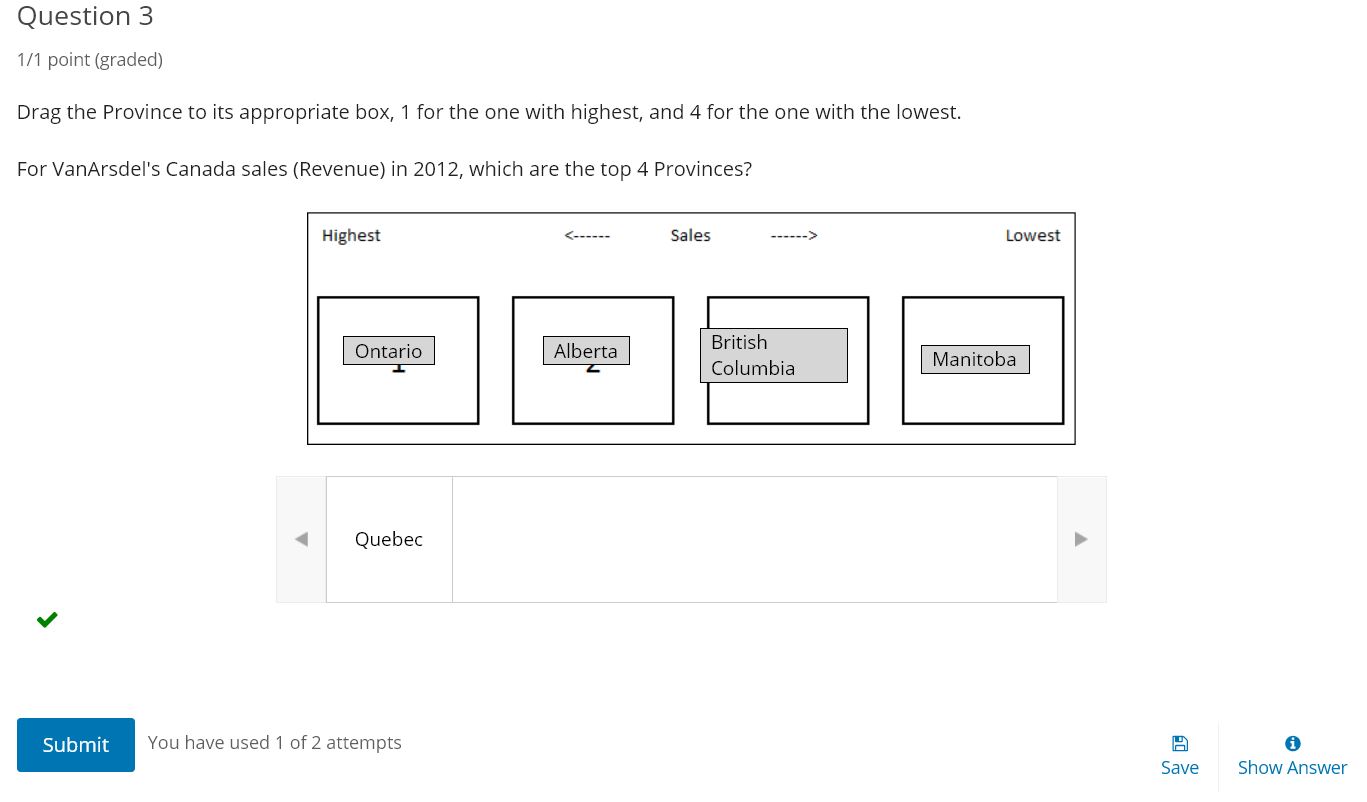 Question 3
1/1 point (graded)
Drag the Province to its appropriate box, 1 for the one with highest, and 4 for the one with the lowest.
For VanArsdel's Canada sales (Revenue) in 2012, which are the top 4 Provinces?
Highest <------ Sales ------> Lowest
Ontario
Alberta
British
Columbia
Manitoba
Quebec
Submit
You have used 1 of 2 attempts
Save
Show Answer